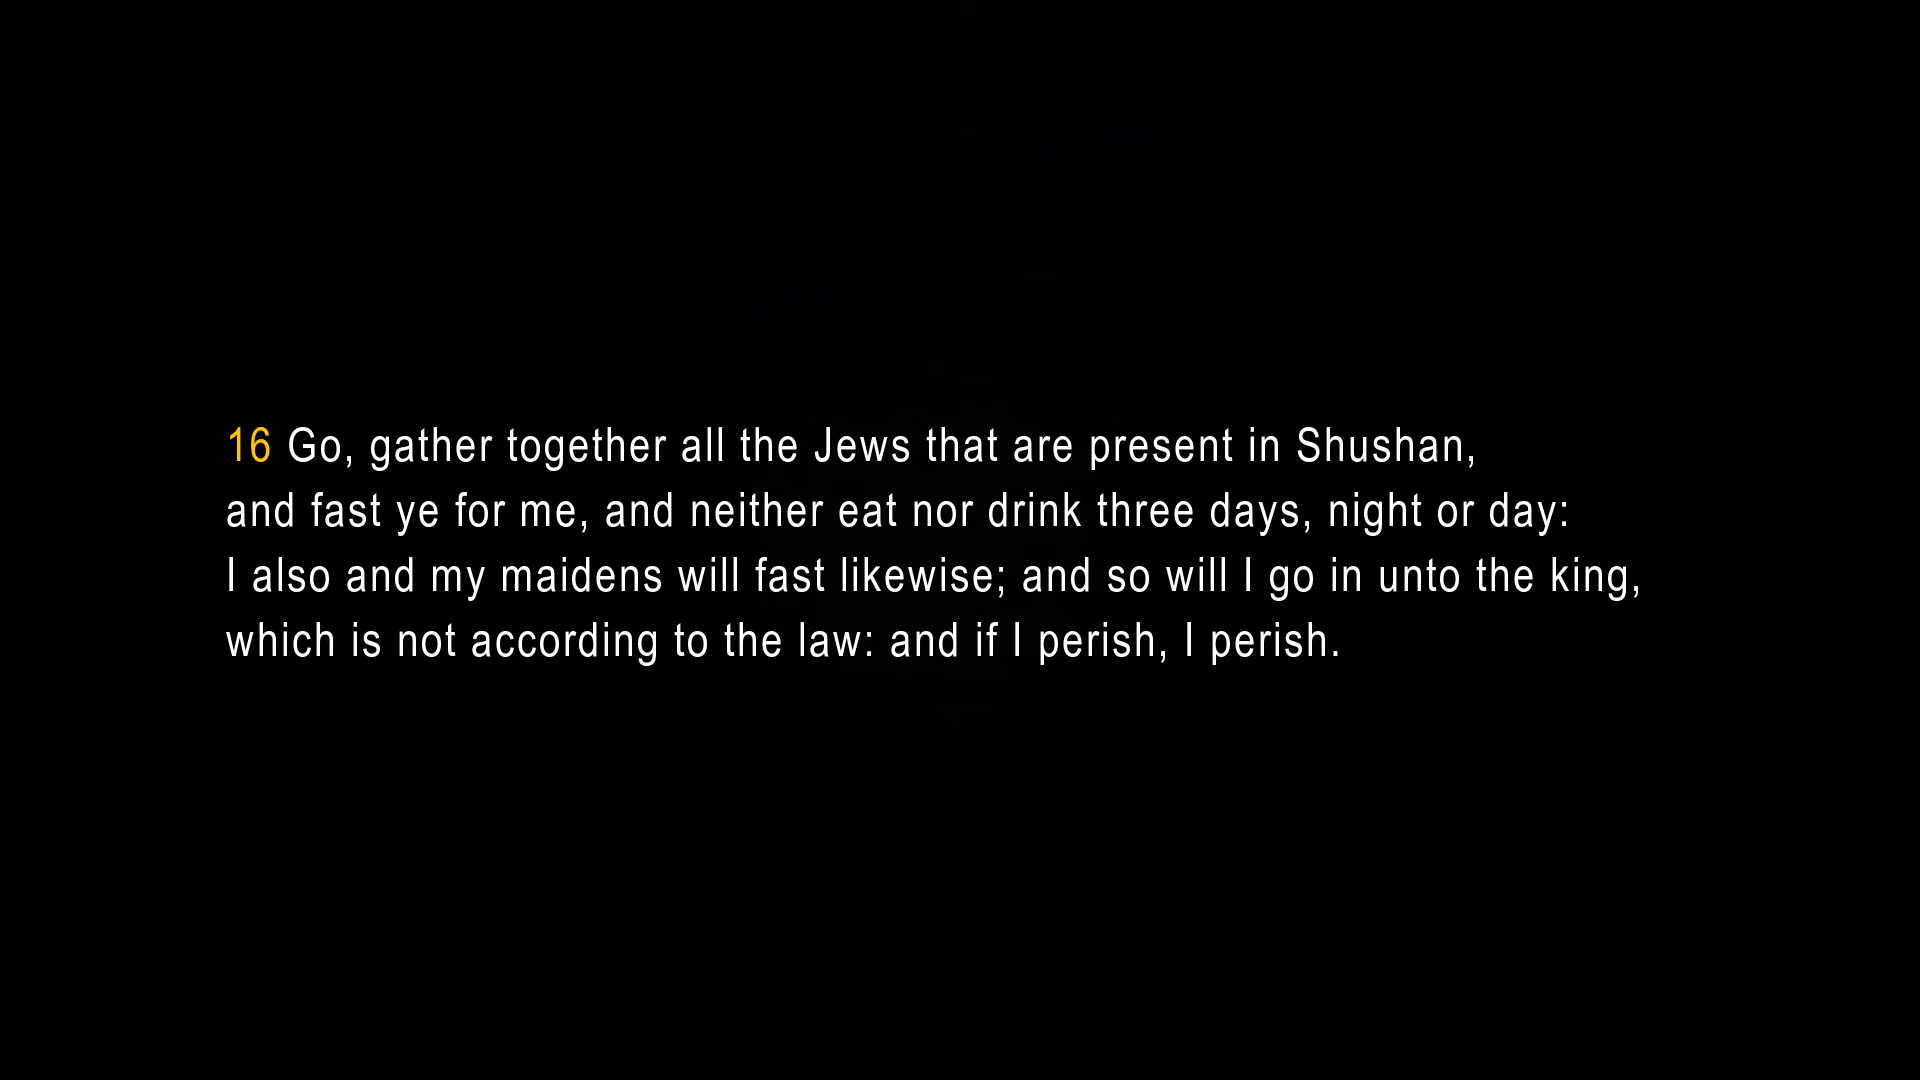 16 Go, gather together all the Jews that are present in Shushan,
and fast ye for me, and neither eat nor drink three days, night or day:
I also and my maidens will fast likewise; and so will I go in unto the king,
which is not according to the law: and if I perish, I perish.